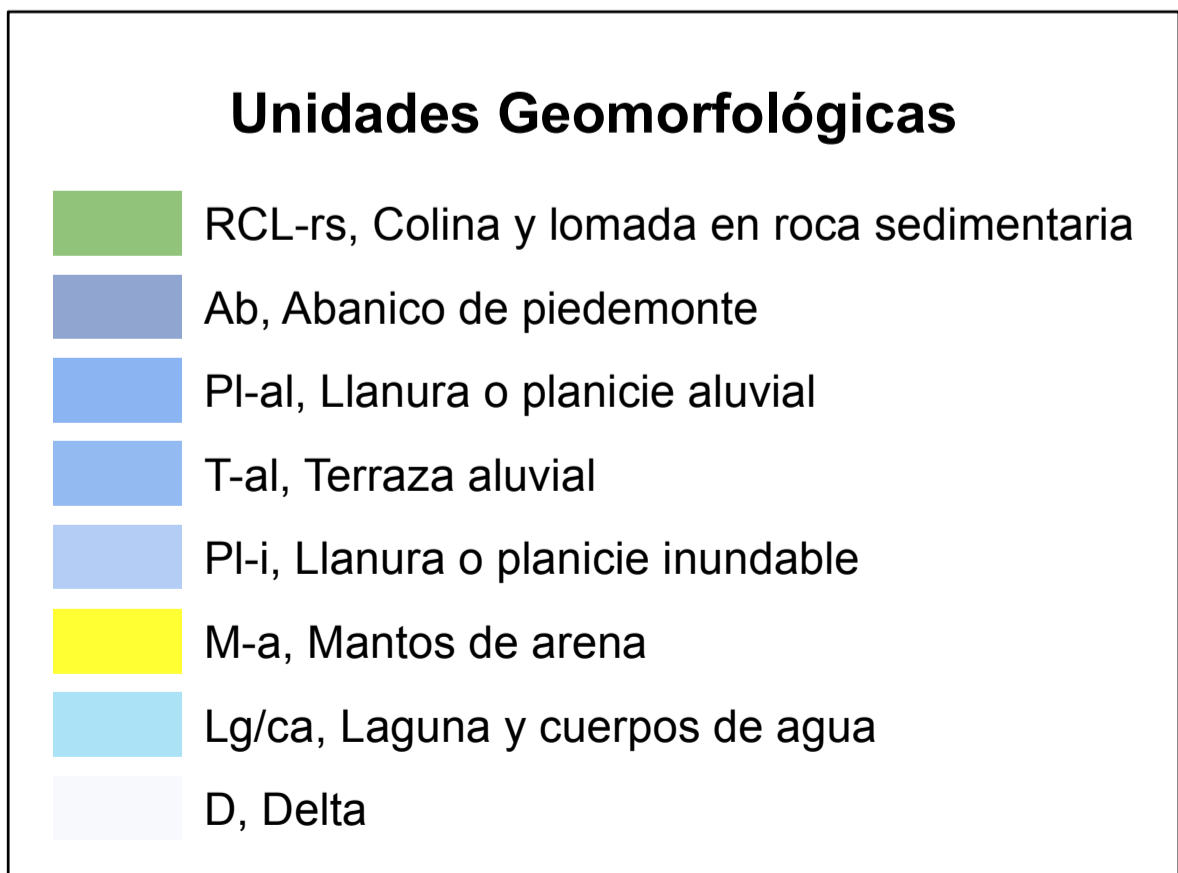 Unidades Geomorfológicas
RCL-rs, Colina y lomada en roca sedimentaria
Ab, Abanico de piedemonte
Pl-al, Llanura o planicie aluvial
T-al, Terraza aluvial
Pl-i, Llanura o planicie inundable
M-a, Mantos de arena
Lg/ca, Laguna y cuerpos de agua
D, Delta